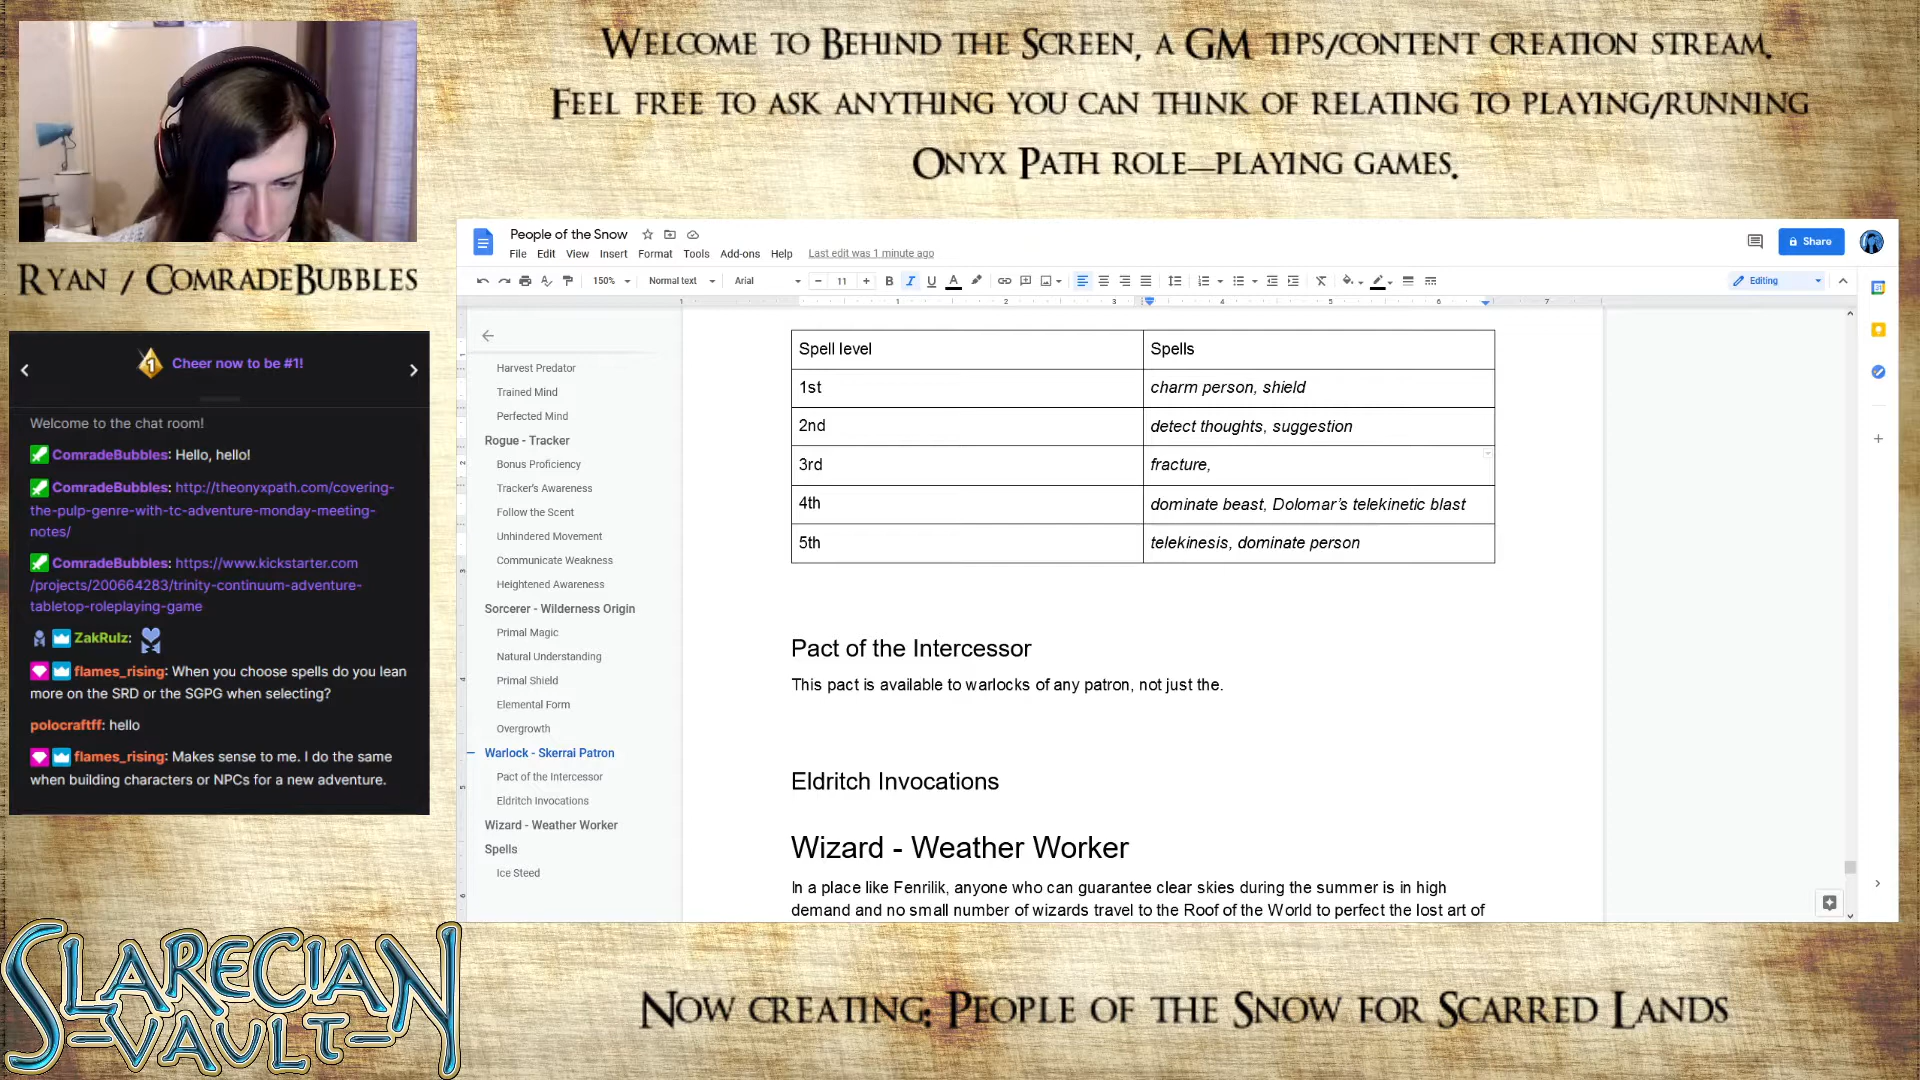 Welcome to Behind the Screen, a GM tips/content creation stream.
Feel free to ask anything you can think of relating to playing/running
Onyx Path role—playing games.
Ryan / ComradeBubbles
Cheer now to be #1!
Welcome to the chat room!
ComradeBubbles: Hello, hello!
ComradeBubbles: http://theonyxpath.com/covering-
the-pulp-genre-with-tc-adventure-monday-meeting-
notes/
ComradeBubbles: https://www.kickstarter.com
/projects/200664283/trinity-continuum-adventure-
tabletop-roleplaying-game
ZakRulz:
flames_rising: When you choose spells do you lean
more on the SRD or the SGPG when selecting?
polocraftff: hello
flames_rising: Makes sense to me. I do the same
when building characters or NPCs for a new adventure.
People of the Snow
File Edit View Insert Format Tools Add-ons Help Last edit was 1 minute ago
Share
150% Normal text Arial 11 B I U A Editing
1 1 2 3 4 5 6 7
Harvest Predator
Trained Mind
Perfected Mind
Rogue - Tracker
Bonus Proficiency
Tracker's Awareness
Follow the Scent
Unhindered Movement
Communicate Weakness
Heightened Awareness
Sorcerer - Wilderness Origin
Primal Magic
Natural Understanding
Primal Shield
Elemental Form
Overgrowth
Warlock - Skerrai Patron
Pact of the Intercessor
Eldritch Invocations
Wizard - Weather Worker
Spells
Ice Steed
Spell level Spells
1st charm person, shield
2nd detect thoughts, suggestion
3rd fracture,
4th dominate beast, Dolomar's telekinetic blast
5th telekinesis, dominate person
Pact of the Intercessor
This pact is available to warlocks of any patron, not just the.
Eldritch Invocations
Wizard - Weather Worker
In a place like Fenrilik, anyone who can guarantee clear skies during the summer is in high
demand and no small number of wizards travel to the Roof of the World to perfect the lost art of
Slarecian
Vault
Now creating: People of the Snow for Scarred Lands